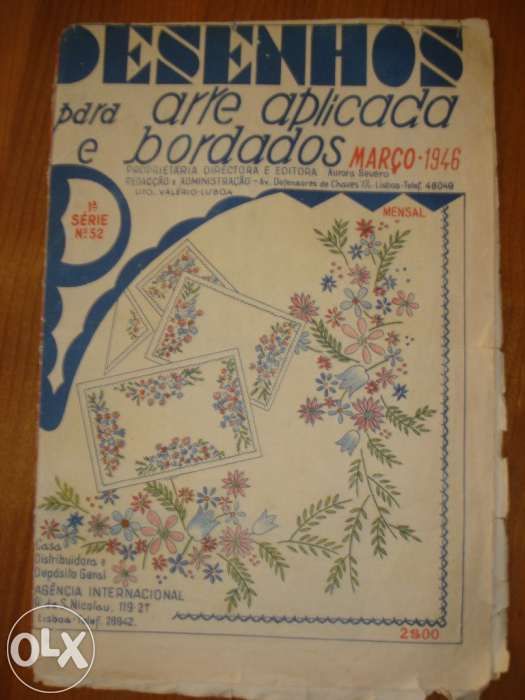 DESENHOS
para arte aplicada
e bordados MARÇO-1946
PROPRIETÁRIA DIRECTORA E EDITORA Aurora Severo
REDACÇÃO e ADMINISTRAÇÃO - Av. Defensores de Chaves Lisboa-Telef. 48049
LITO. VALÉRIO-LISBOA
1ª
SÉRIE
Nº 52
MENSAL
Casa
Distribuidora e
Depósito Geral
AGÊNCIA INTERNACIONAL
R. de S. Nicolau, 119-2º
Lisboa-Telef. 26942.
2$00
OLX